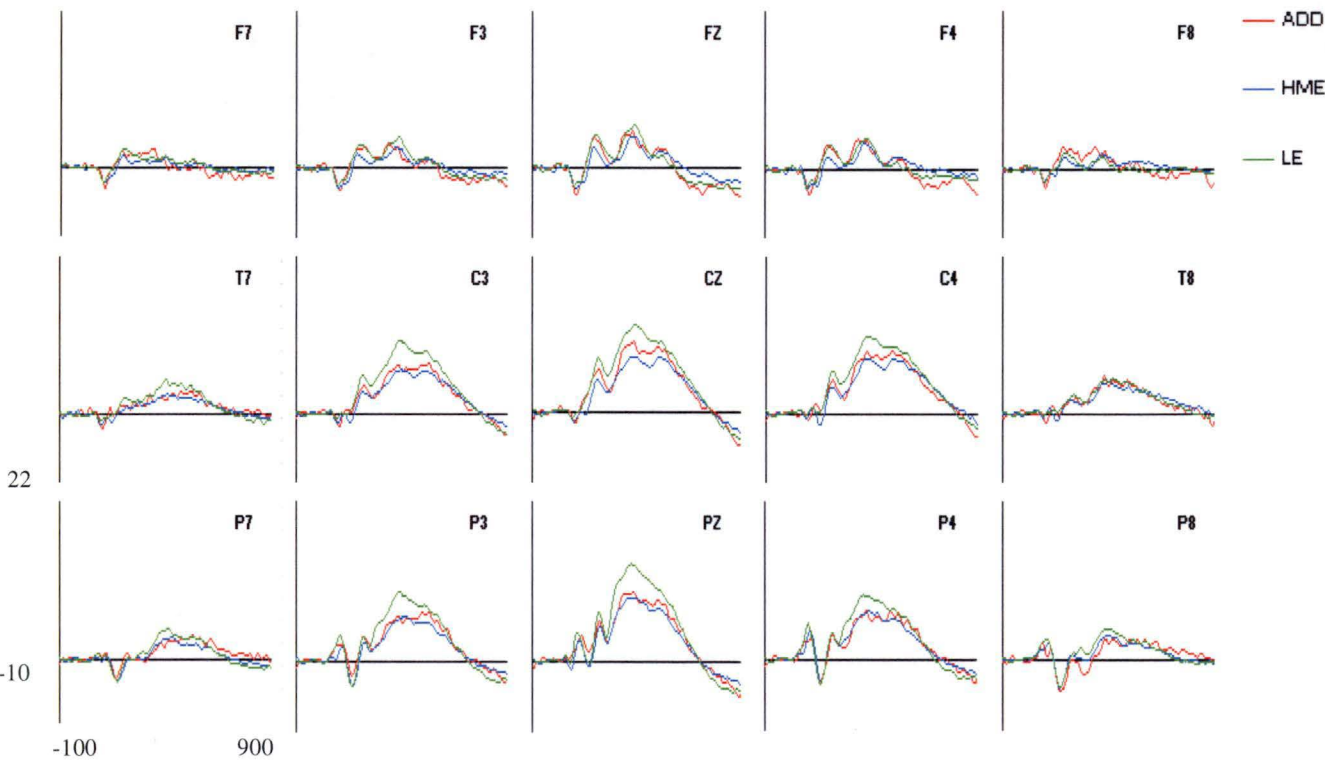 F7 F3 FZ F4 F8
ADD
HME
LE
T7 C3 CZ C4 T8
22
P7 P3 PZ P4 P8
-10
-100 900